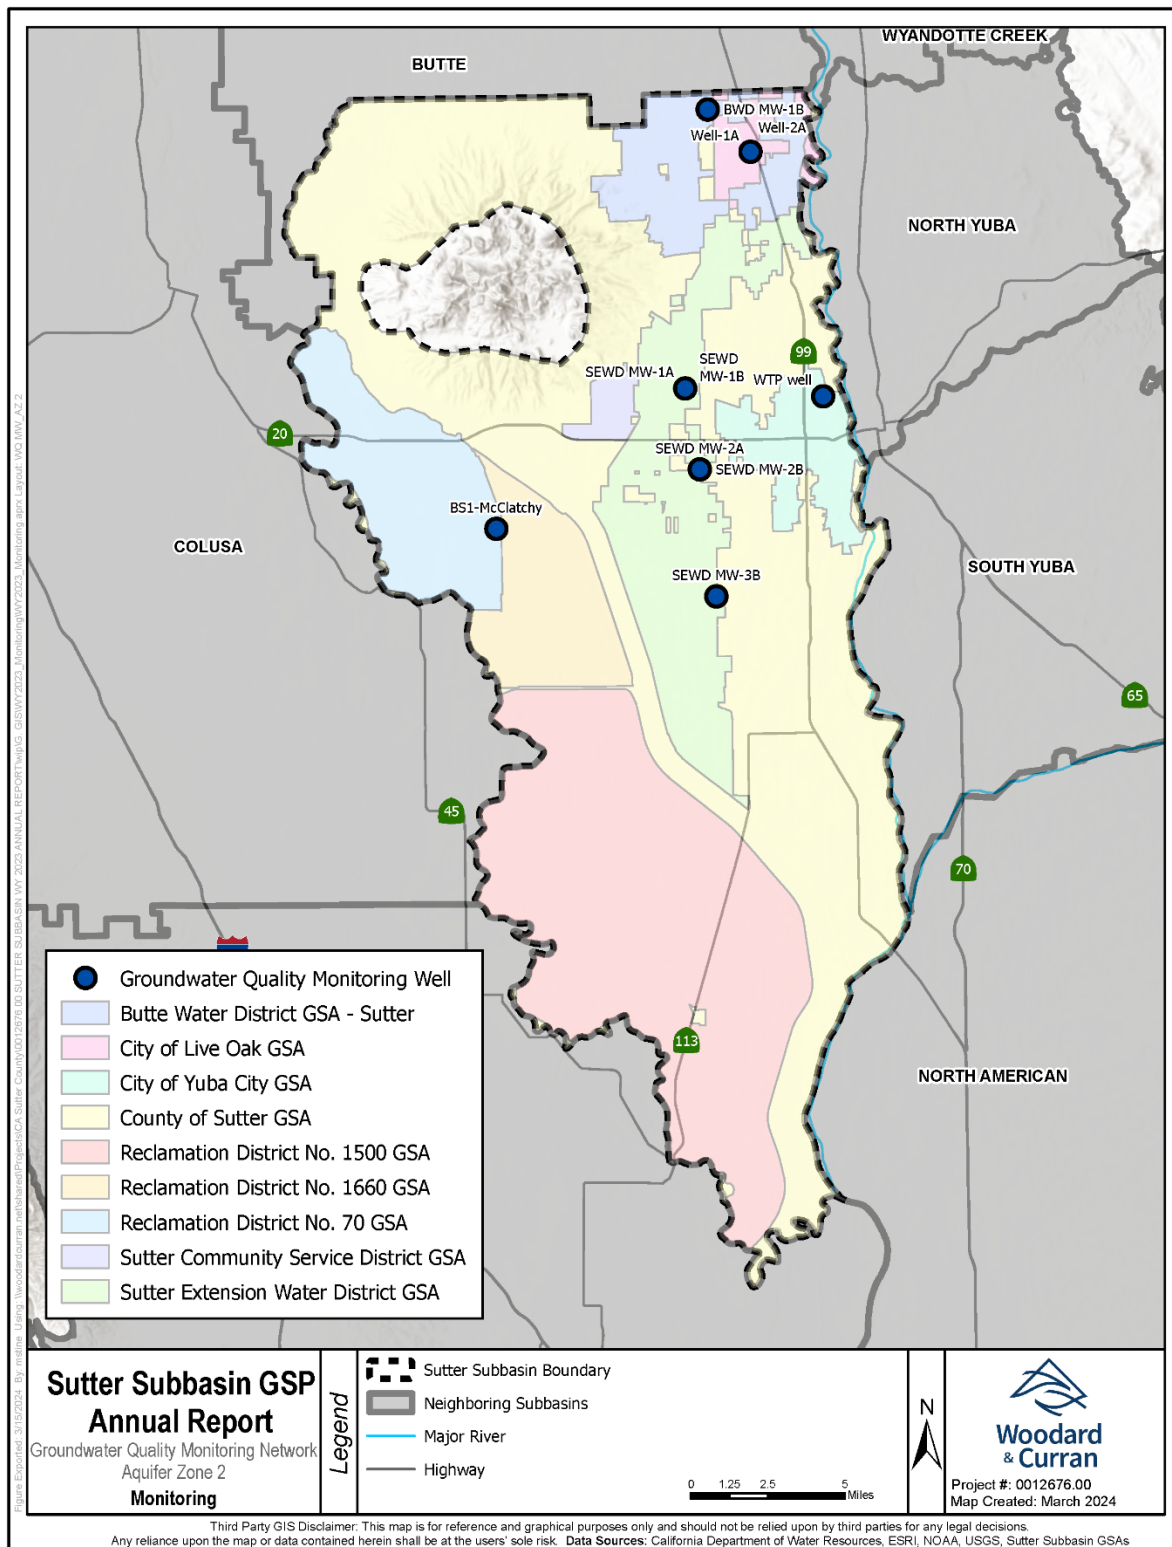 WYANDOTTE CREEK
BUTTE
BWD MW-1B
Well-1A
Well-2A
NORTH YUBA
99
SEWD MW-1A
SEWD
MW-1B
WTP well
20
SEWD MW-2A
SEWD MW-2B
BS1-McClatchy
COLUSA
SOUTH YUBA
SEWD MW-3B
65
45
70
113
NORTH AMERICAN
Groundwater Quality Monitoring Well
Butte Water District GSA - Sutter
City of Live Oak GSA
City of Yuba City GSA
County of Sutter GSA
Reclamation District No. 1500 GSA
Reclamation District No. 1660 GSA
Reclamation District No. 70 GSA
Sutter Community Service District GSA
Sutter Extension Water District GSA
Sutter Subbasin GSP
Annual Report
Groundwater Quality Monitoring Network
Aquifer Zone 2
Monitoring
Legend
Sutter Subbasin Boundary
Neighboring Subbasins
Major River
Highway
0 1.25 2.5 5
Miles
N
Woodard
& Curran
Project #: 0012676.00
Map Created: March 2024
Third Party GIS Disclaimer: This map is for reference and graphical purposes only and should not be relied upon by third parties for any legal decisions.
Any reliance upon the map or data contained herein shall be at the users' sole risk. Data Sources: California Department of Water Resources, ESRI, NOAA, USGS, Sutter Subbasin GSAs
Figure Exported: 3/15/2024 By: